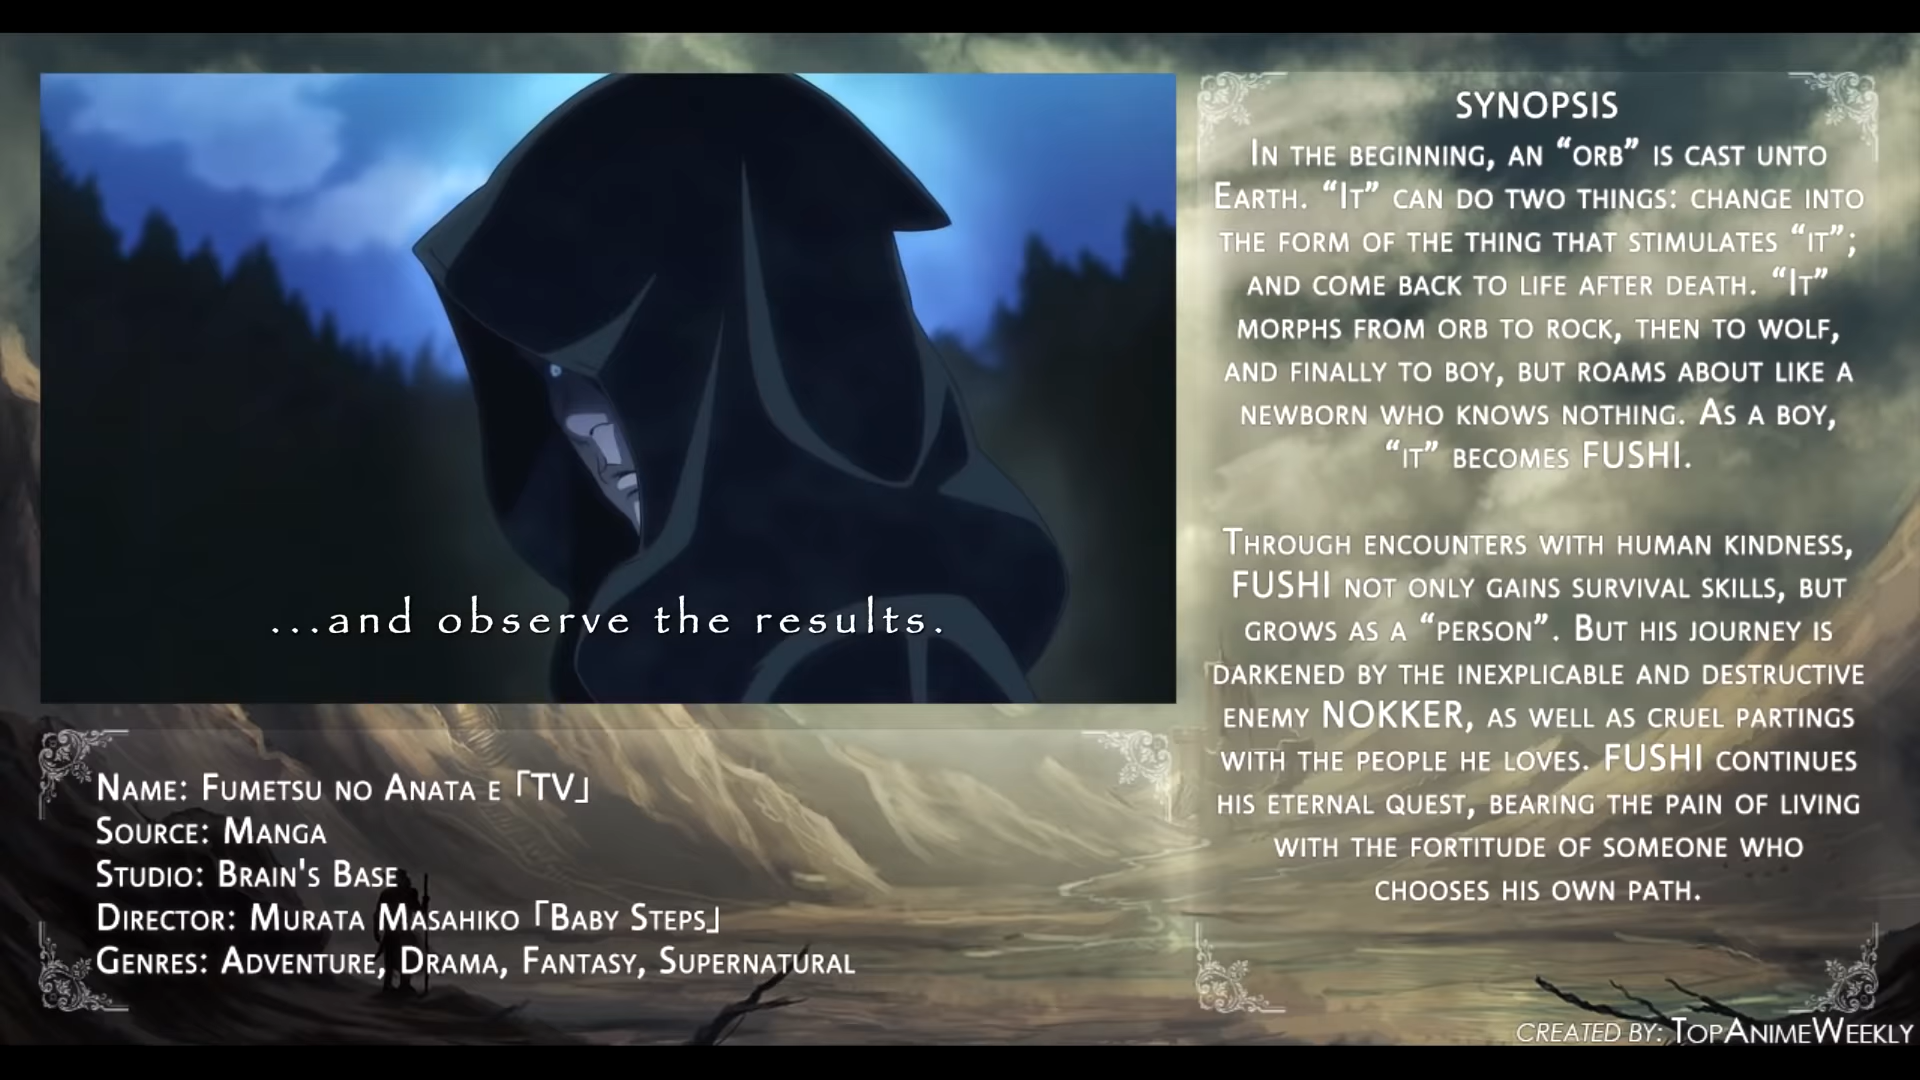 ...and observe the results.
Name: Fumetsu no Anata e 「TV」
Source: Manga
Studio: Brain's Base
Director: Murata Masahiko 「Baby Steps」
Genres: Adventure, Drama, Fantasy, Supernatural
SYNOPSIS
In the beginning, an “orb” is cast unto
Earth. “It” can do two things: change into
the form of the thing that stimulates “it”;
and come back to life after death. “It”
morphs from orb to rock, then to wolf,
and finally to boy, but roams about like a
newborn who knows nothing. As a boy,
“it” becomes FUSHI.
Through encounters with human kindness,
FUSHI not only gains survival skills, but
grows as a “person”. But his journey is
darkened by the inexplicable and destructive
enemy NOKKER, as well as cruel partings
with the people he loves. FUSHI continues
his eternal quest, bearing the pain of living
with the fortitude of someone who
chooses his own path.
CREATED BY: TopAnimeWeekly